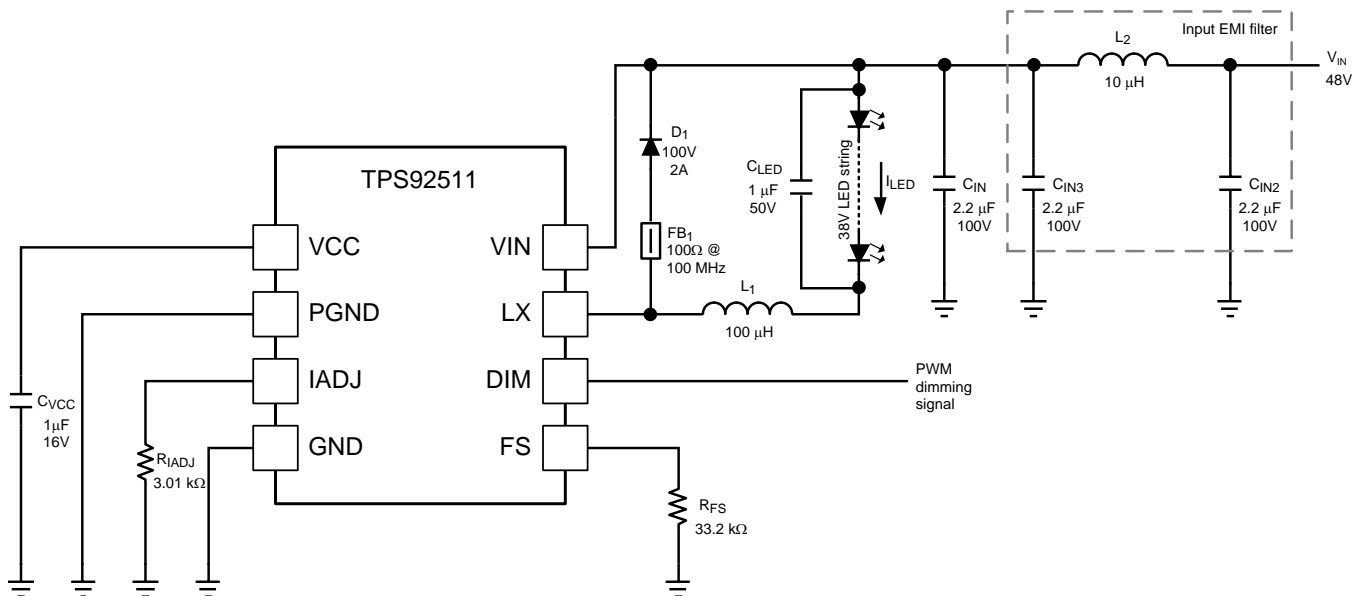 Input EMI filter
L2
10 μH
VIN
48V
D1
100V
2A
CLED
1 μF
50V
38V LED string
ILED
CIN
2.2 μF
100V
CIN3
2.2 μF
100V
CIN2
2.2 μF
100V
FB1
100Ω @
100 MHz
L1
100 μH
TPS92511
VCC
PGND
IADJ
GND
VIN
LX
DIM
FS
PWM
dimming
signal
CVCC
1μF
16V
RIADJ
3.01 kΩ
RFS
33.2 kΩ